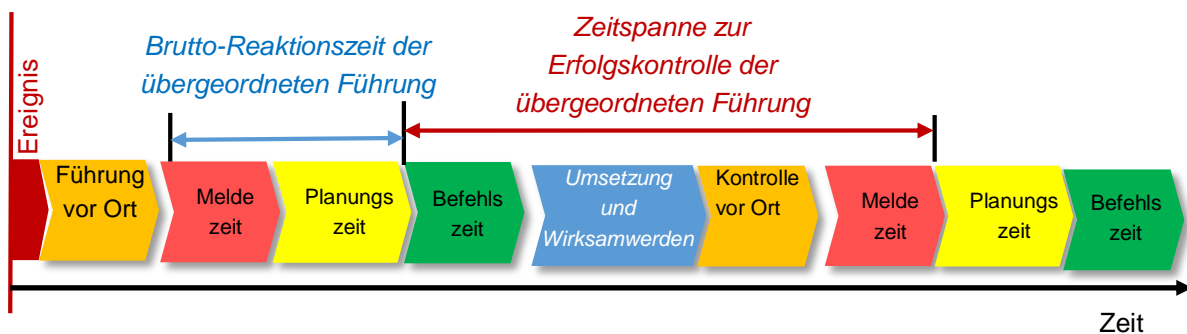 Ereignis
Brutto-Reaktionszeit der
übergeordneten Führung
Zeitspanne zur
Erfolgskontrolle der
übergeordneten Führung
Führung
vor Ort
Melde
zeit
Planungs
zeit
Befehls
zeit
Umsetzung
und
Wirksamwerden
Kontrolle
vor Ort
Melde
zeit
Planungs
zeit
Befehls
zeit
Zeit